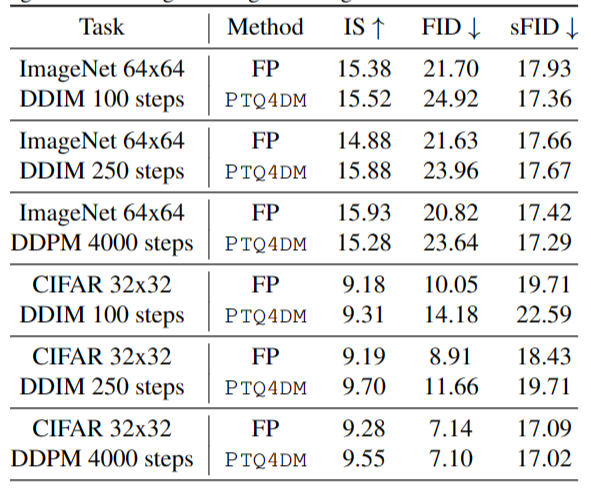 Task Method IS ↑ FID ↓ sFID ↓
ImageNet 64x64 FP 15.38 21.70 17.93
DDIM 100 steps PTQ4DM 15.52 24.92 17.36
ImageNet 64x64 FP 14.88 21.63 17.66
DDIM 250 steps PTQ4DM 15.88 23.96 17.67
ImageNet 64x64 FP 15.93 20.82 17.42
DDPM 4000 steps PTQ4DM 15.28 23.64 17.29
CIFAR 32x32 FP 9.18 10.05 19.71
DDIM 100 steps PTQ4DM 9.31 14.18 22.59
CIFAR 32x32 FP 9.19 8.91 18.43
DDIM 250 steps PTQ4DM 9.70 11.66 19.71
CIFAR 32x32 FP 9.28 7.14 17.09
DDPM 4000 steps PTQ4DM 9.55 7.10 17.02